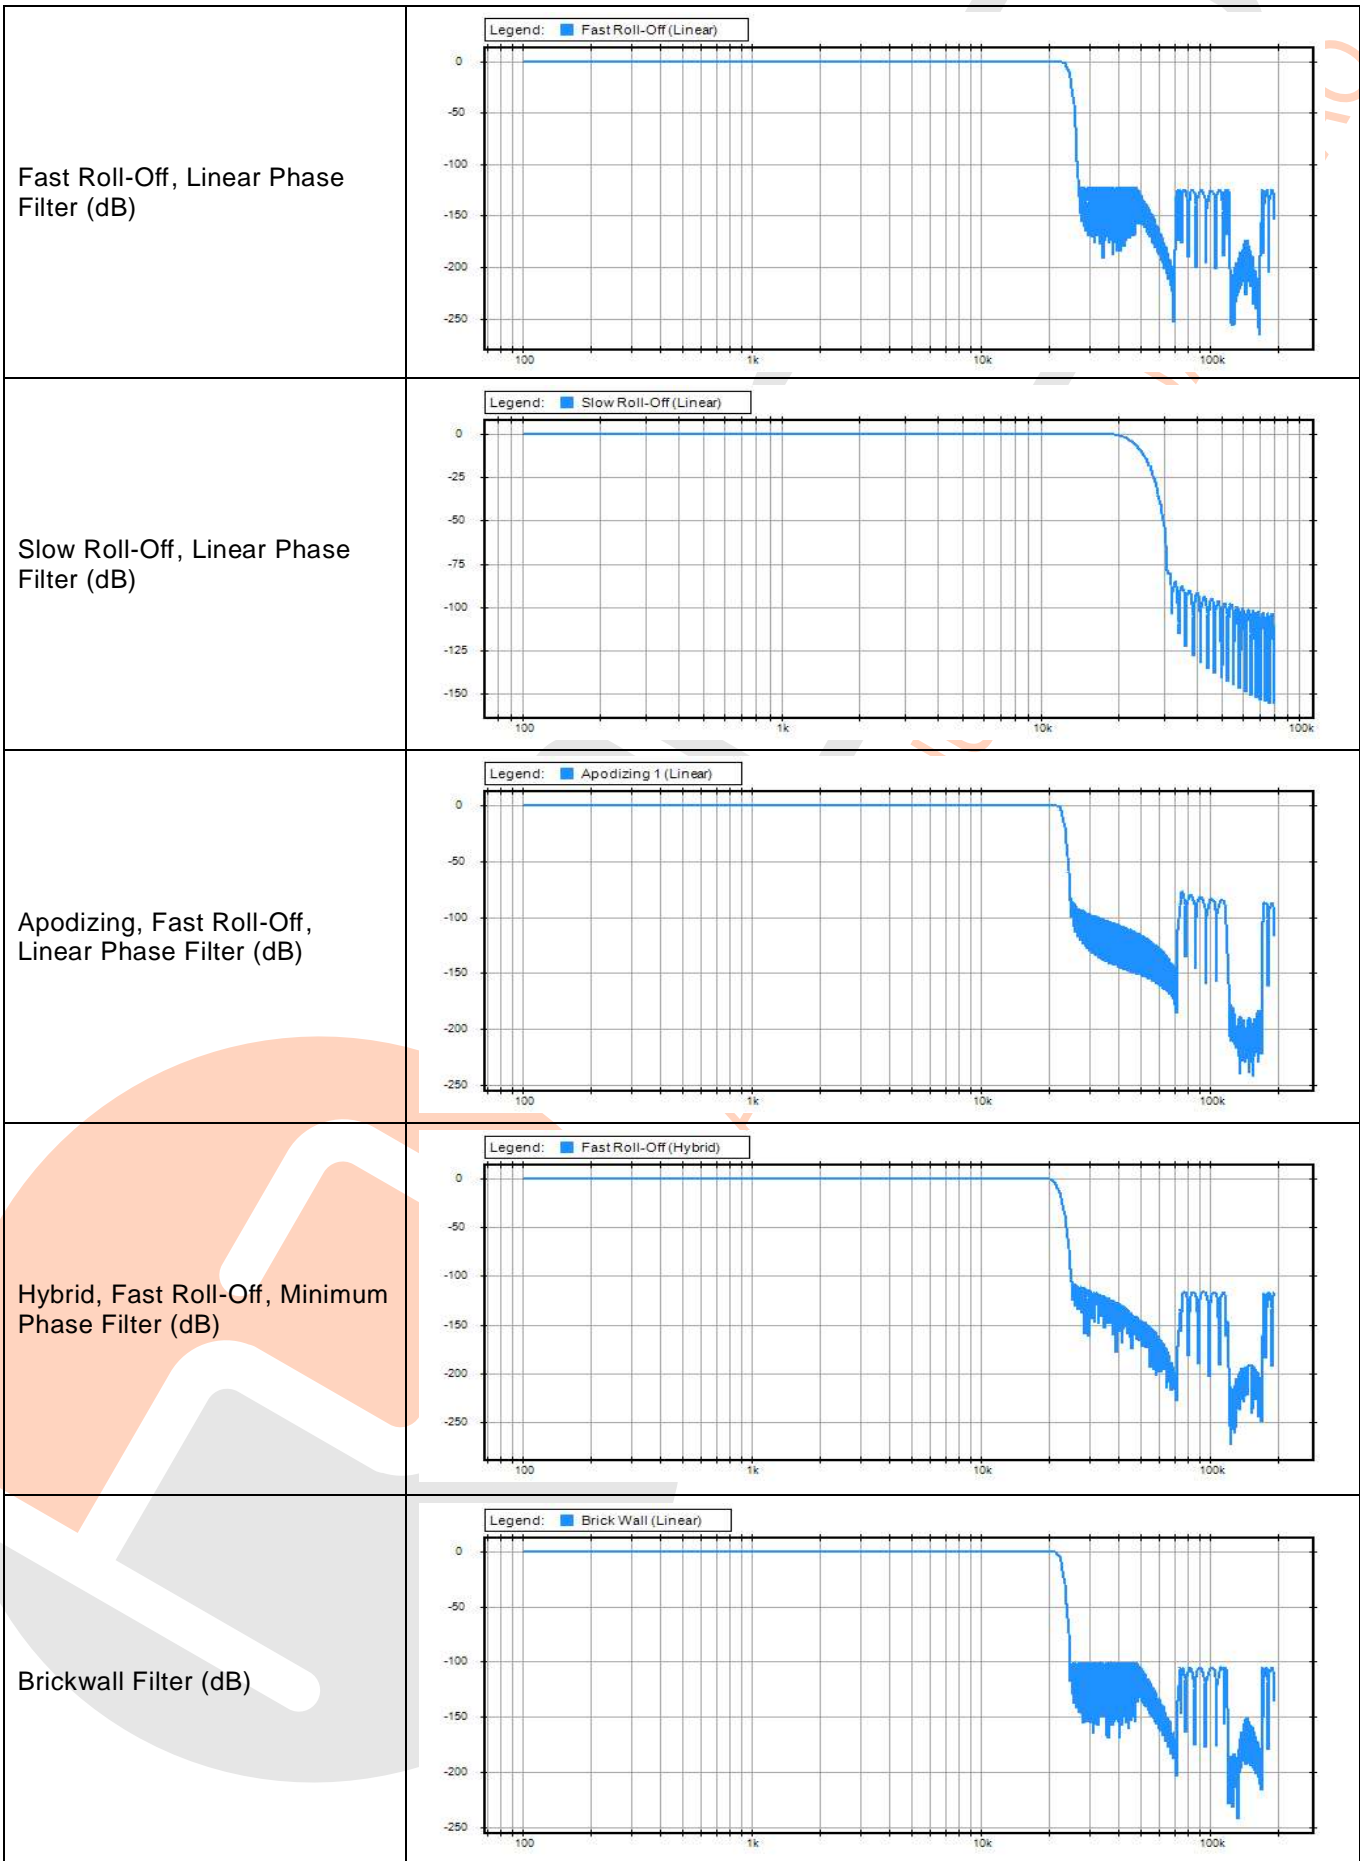 Fast Roll-Off, Linear Phase
Filter (dB)
Legend: Fast Roll-Off (Linear)
0
-50
-100
-150
-200
-250
100 1k 10k 100k
Slow Roll-Off, Linear Phase
Filter (dB)
Legend: Slow Roll-Off (Linear)
0
-25
-50
-75
-100
-125
-150
100 1k 10k 100k
Apodizing, Fast Roll-Off,
Linear Phase Filter (dB)
Legend: Apodizing 1 (Linear)
0
-50
-100
-150
-200
-250
100 1k 10k 100k
Hybrid, Fast Roll-Off, Minimum
Phase Filter (dB)
Legend: Fast Roll-Off (Hybrid)
0
-50
-100
-150
-200
-250
100 1k 10k 100k
Brickwall Filter (dB)
Legend: Brick Wall (Linear)
0
-50
-100
-150
-200
-250
100 1k 10k 100k